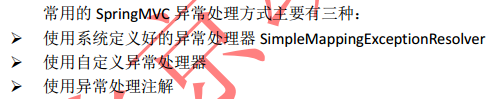 常用的 SpringMVC 异常处理方式主要有三种：
➢ 使用系统定义好的异常处理器 SimpleMappingExceptionResolver
➢ 使用自定义异常处理器
➢ 使用异常处理注解